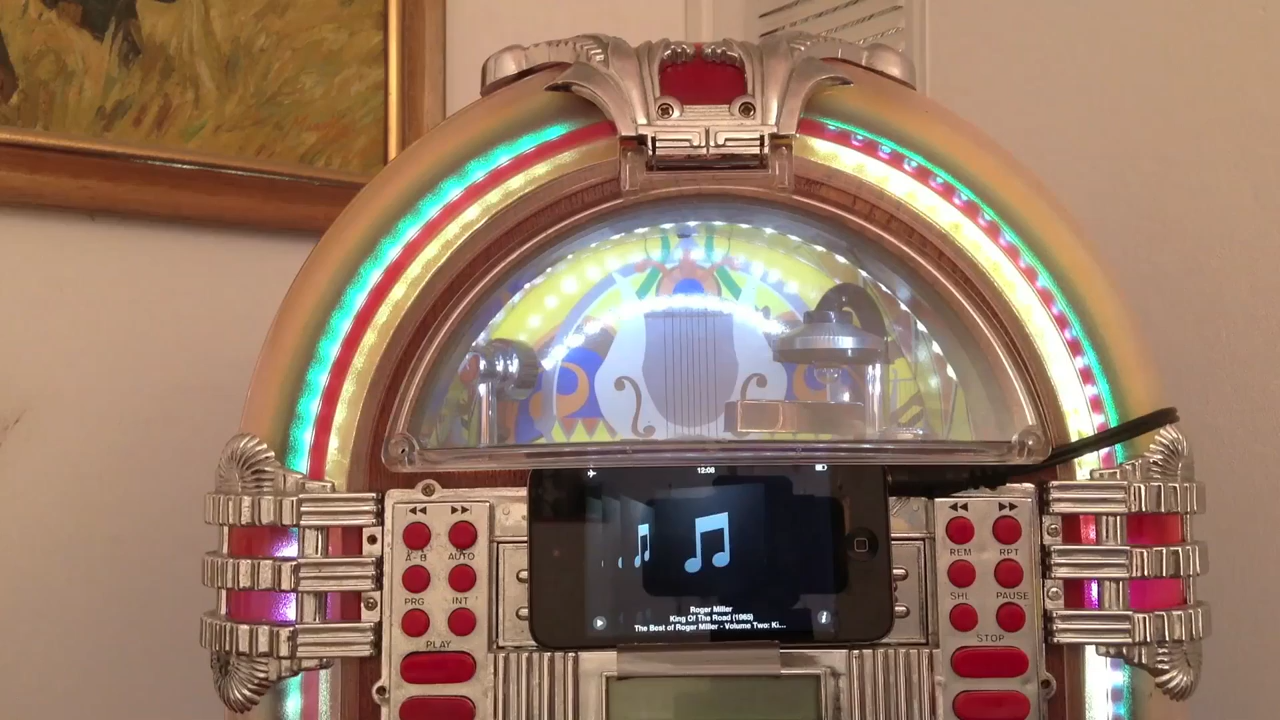 12:08
A-B AUTO
PRG INT
PLAY
Roger Miller
King Of The Road (1965)
The Best of Roger Miller - Volume Two: Ki...
REM RPT
SHL PAUSE
STOP